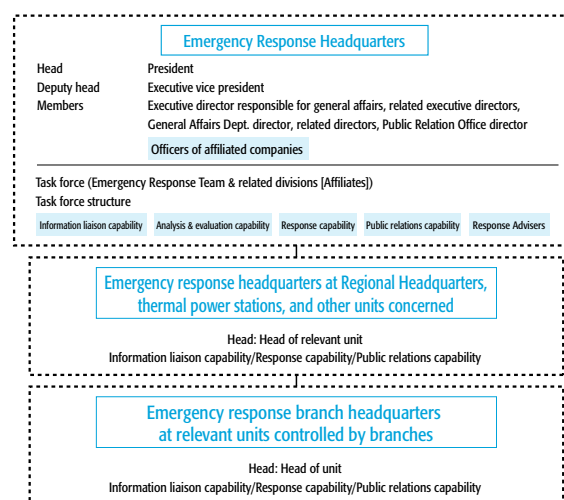 Emergency Response Headquarters
Head President
Deputy head Executive vice president
Members Executive director responsible for general affairs, related executive directors,
General Affairs Dept. director, related directors, Public Relation Office director
Officers of affiliated companies
Task force (Emergency Response Team & related divisions [Affiliates])
Task force structure
Information liaison capability Analysis & evaluation capability Response capability Public relations capability Response Advisers
Emergency response headquarters at Regional Headquarters,
thermal power stations, and other units concerned
Head: Head of relevant unit
Information liaison capability/Response capability/Public relations capability
Emergency response branch headquarters
at relevant units controlled by branches
Head: Head of unit
Information liaison capability/Response capability/Public relations capability